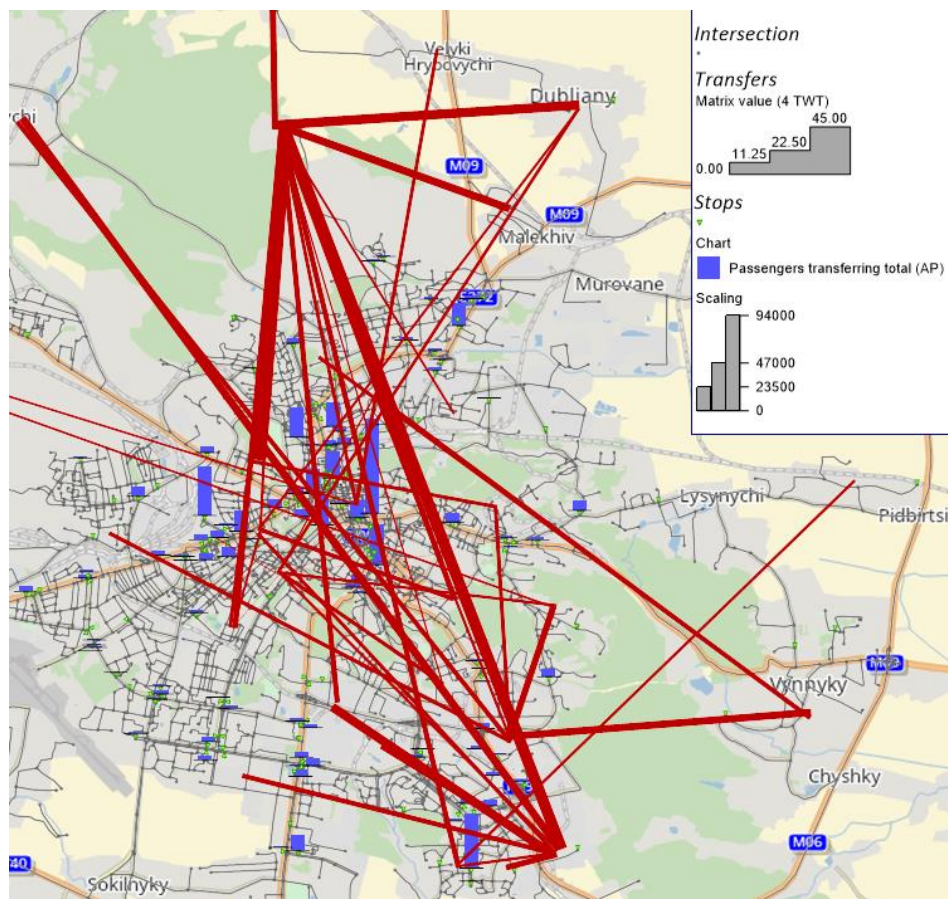 Velyki
Hrybovychi
Dubliany
M09
M09
Malekhiv
Murovane
Lysynychi
Pidbirtsi
Vynnyky
Chyshky
M06
Sokilnyky
Intersection
Transfers
Matrix value (4 TWT)
45.00
22.50
11.25
0.00
Stops
Chart
Passengers transferring total (AP)
Scaling
94000
47000
23500
0